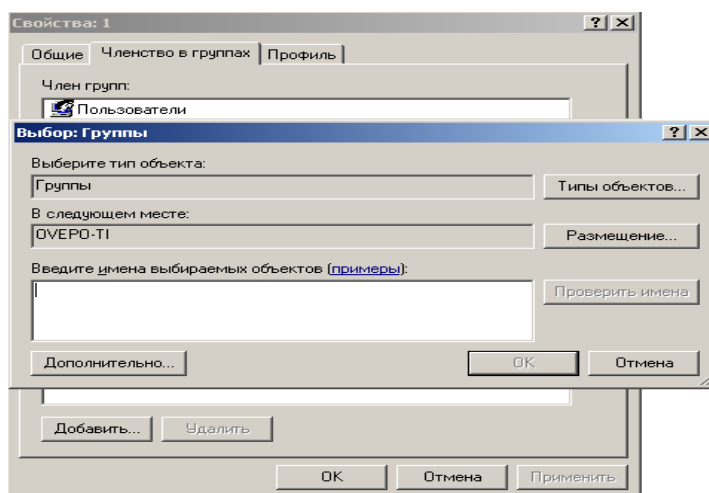 Свойства: 1
Общие Членство в группах Профиль
Член групп:
Пользователи
Выбор: Группы
Выберите тип объекта:
Группы Типы объектов...
В следующем месте:
OVEPO-TI Размещение...
Введите имена выбираемых объектов (примеры):
Проверить имена
Дополнительно... OK Отмена
Добавить... Удалить
OK Отмена Применить